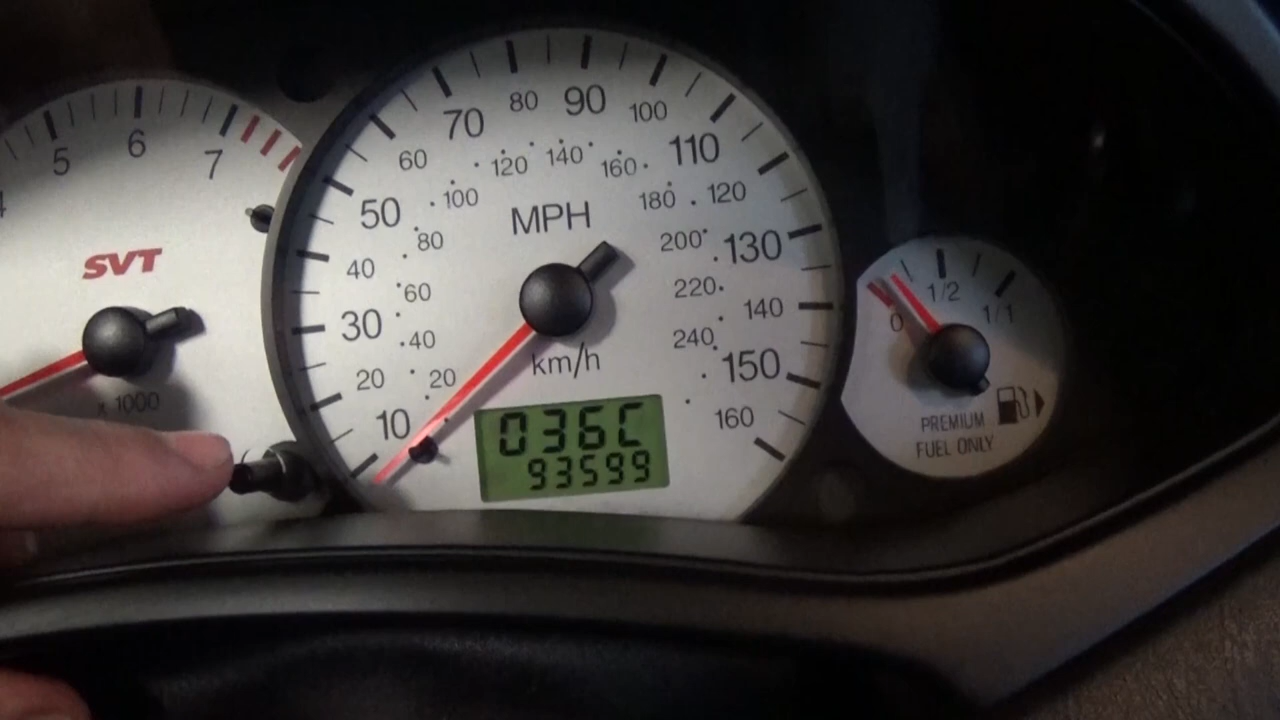 5 6 7
SVT
x 1000
10 20 30 40 50 60 70 80 90 100 110 120 130 140 150 160
MPH
20 40 60 80 100 120 140 160 180 200 220 240
km/h
036C
93599
0 1/2 1/1
PREMIUM
FUEL ONLY